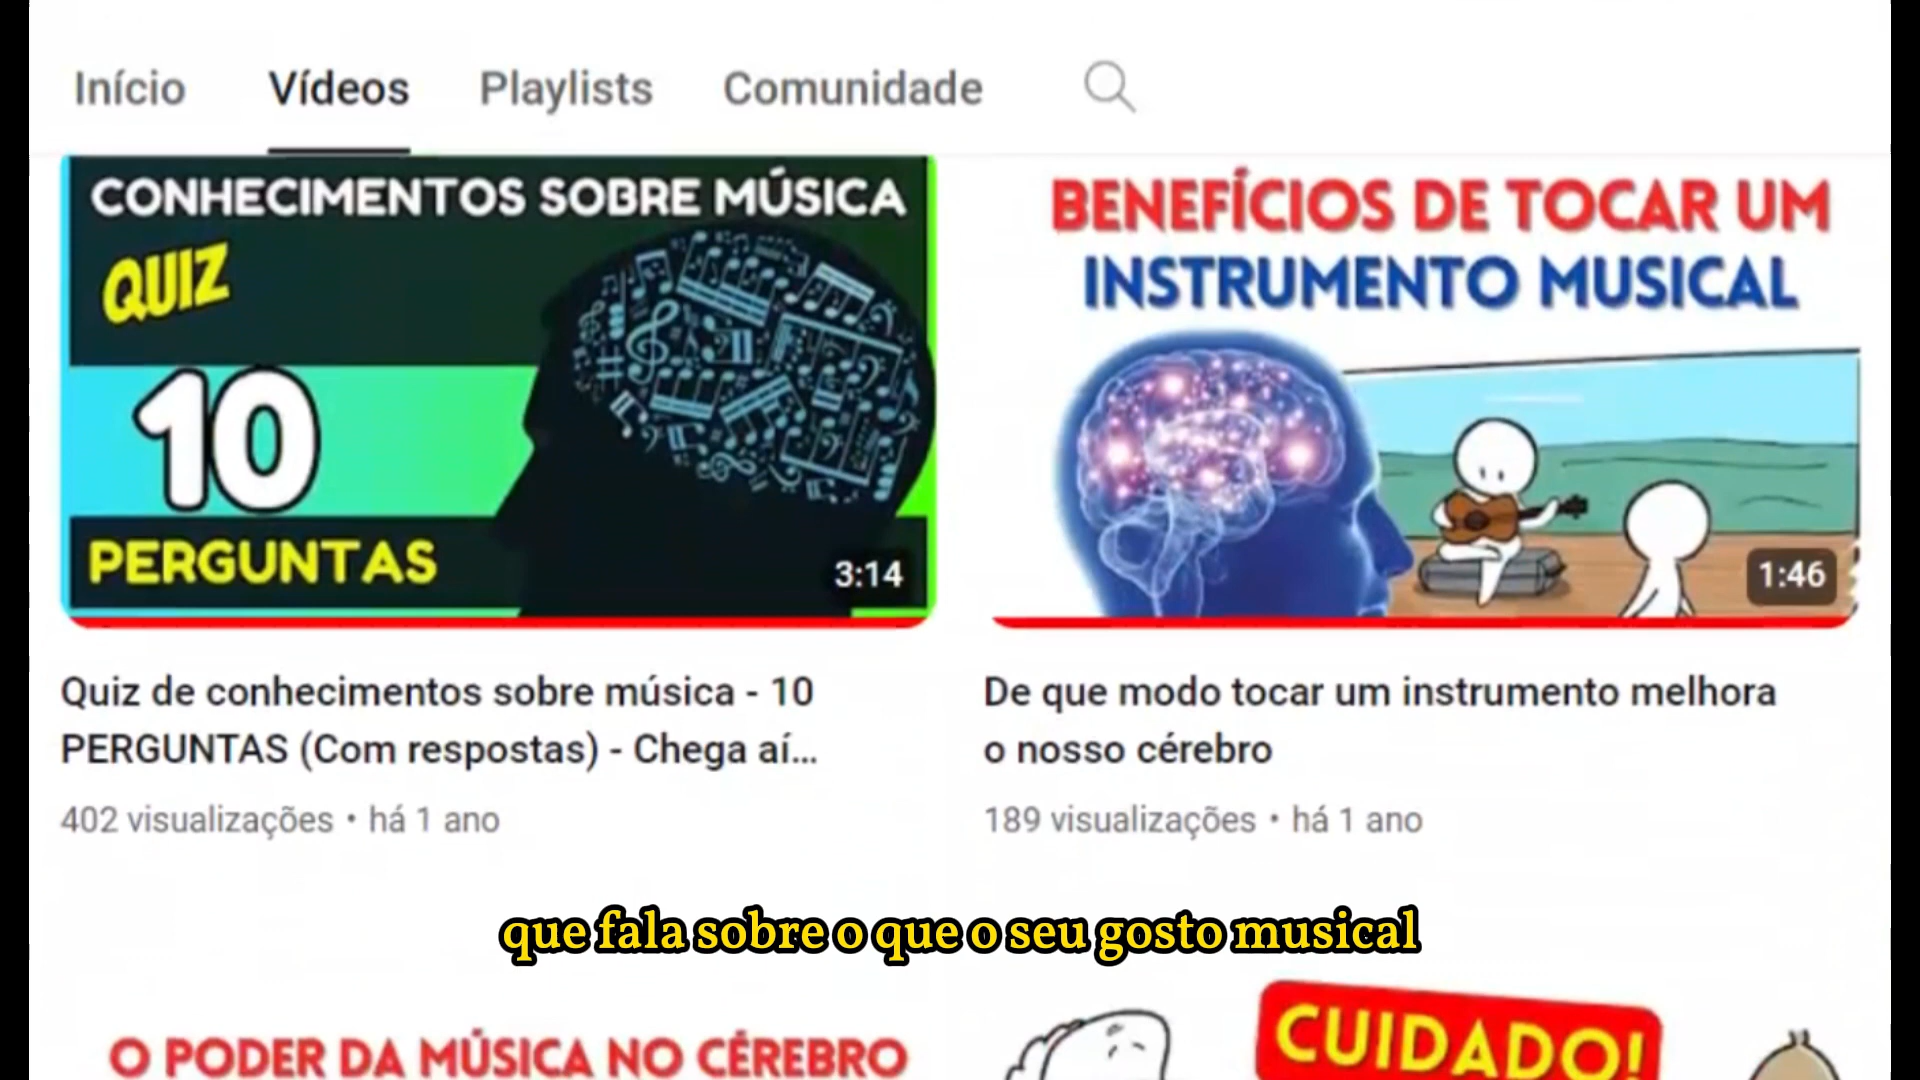 Início Vídeos Playlists Comunidade
CONHECIMENTOS SOBRE MÚSICA
QUIZ
10
PERGUNTAS
3:14
BENEFÍCIOS DE TOCAR UM
INSTRUMENTO MUSICAL
1:46
Quiz de conhecimentos sobre música - 10
PERGUNTAS (Com respostas) - Chega aí...
402 visualizações • há 1 ano
De que modo tocar um instrumento melhora
o nosso cérebro
189 visualizações • há 1 ano
que fala sobre o que o seu gosto musical
O PODER DA MÚSICA NO CÉREBRO
CUIDADO!